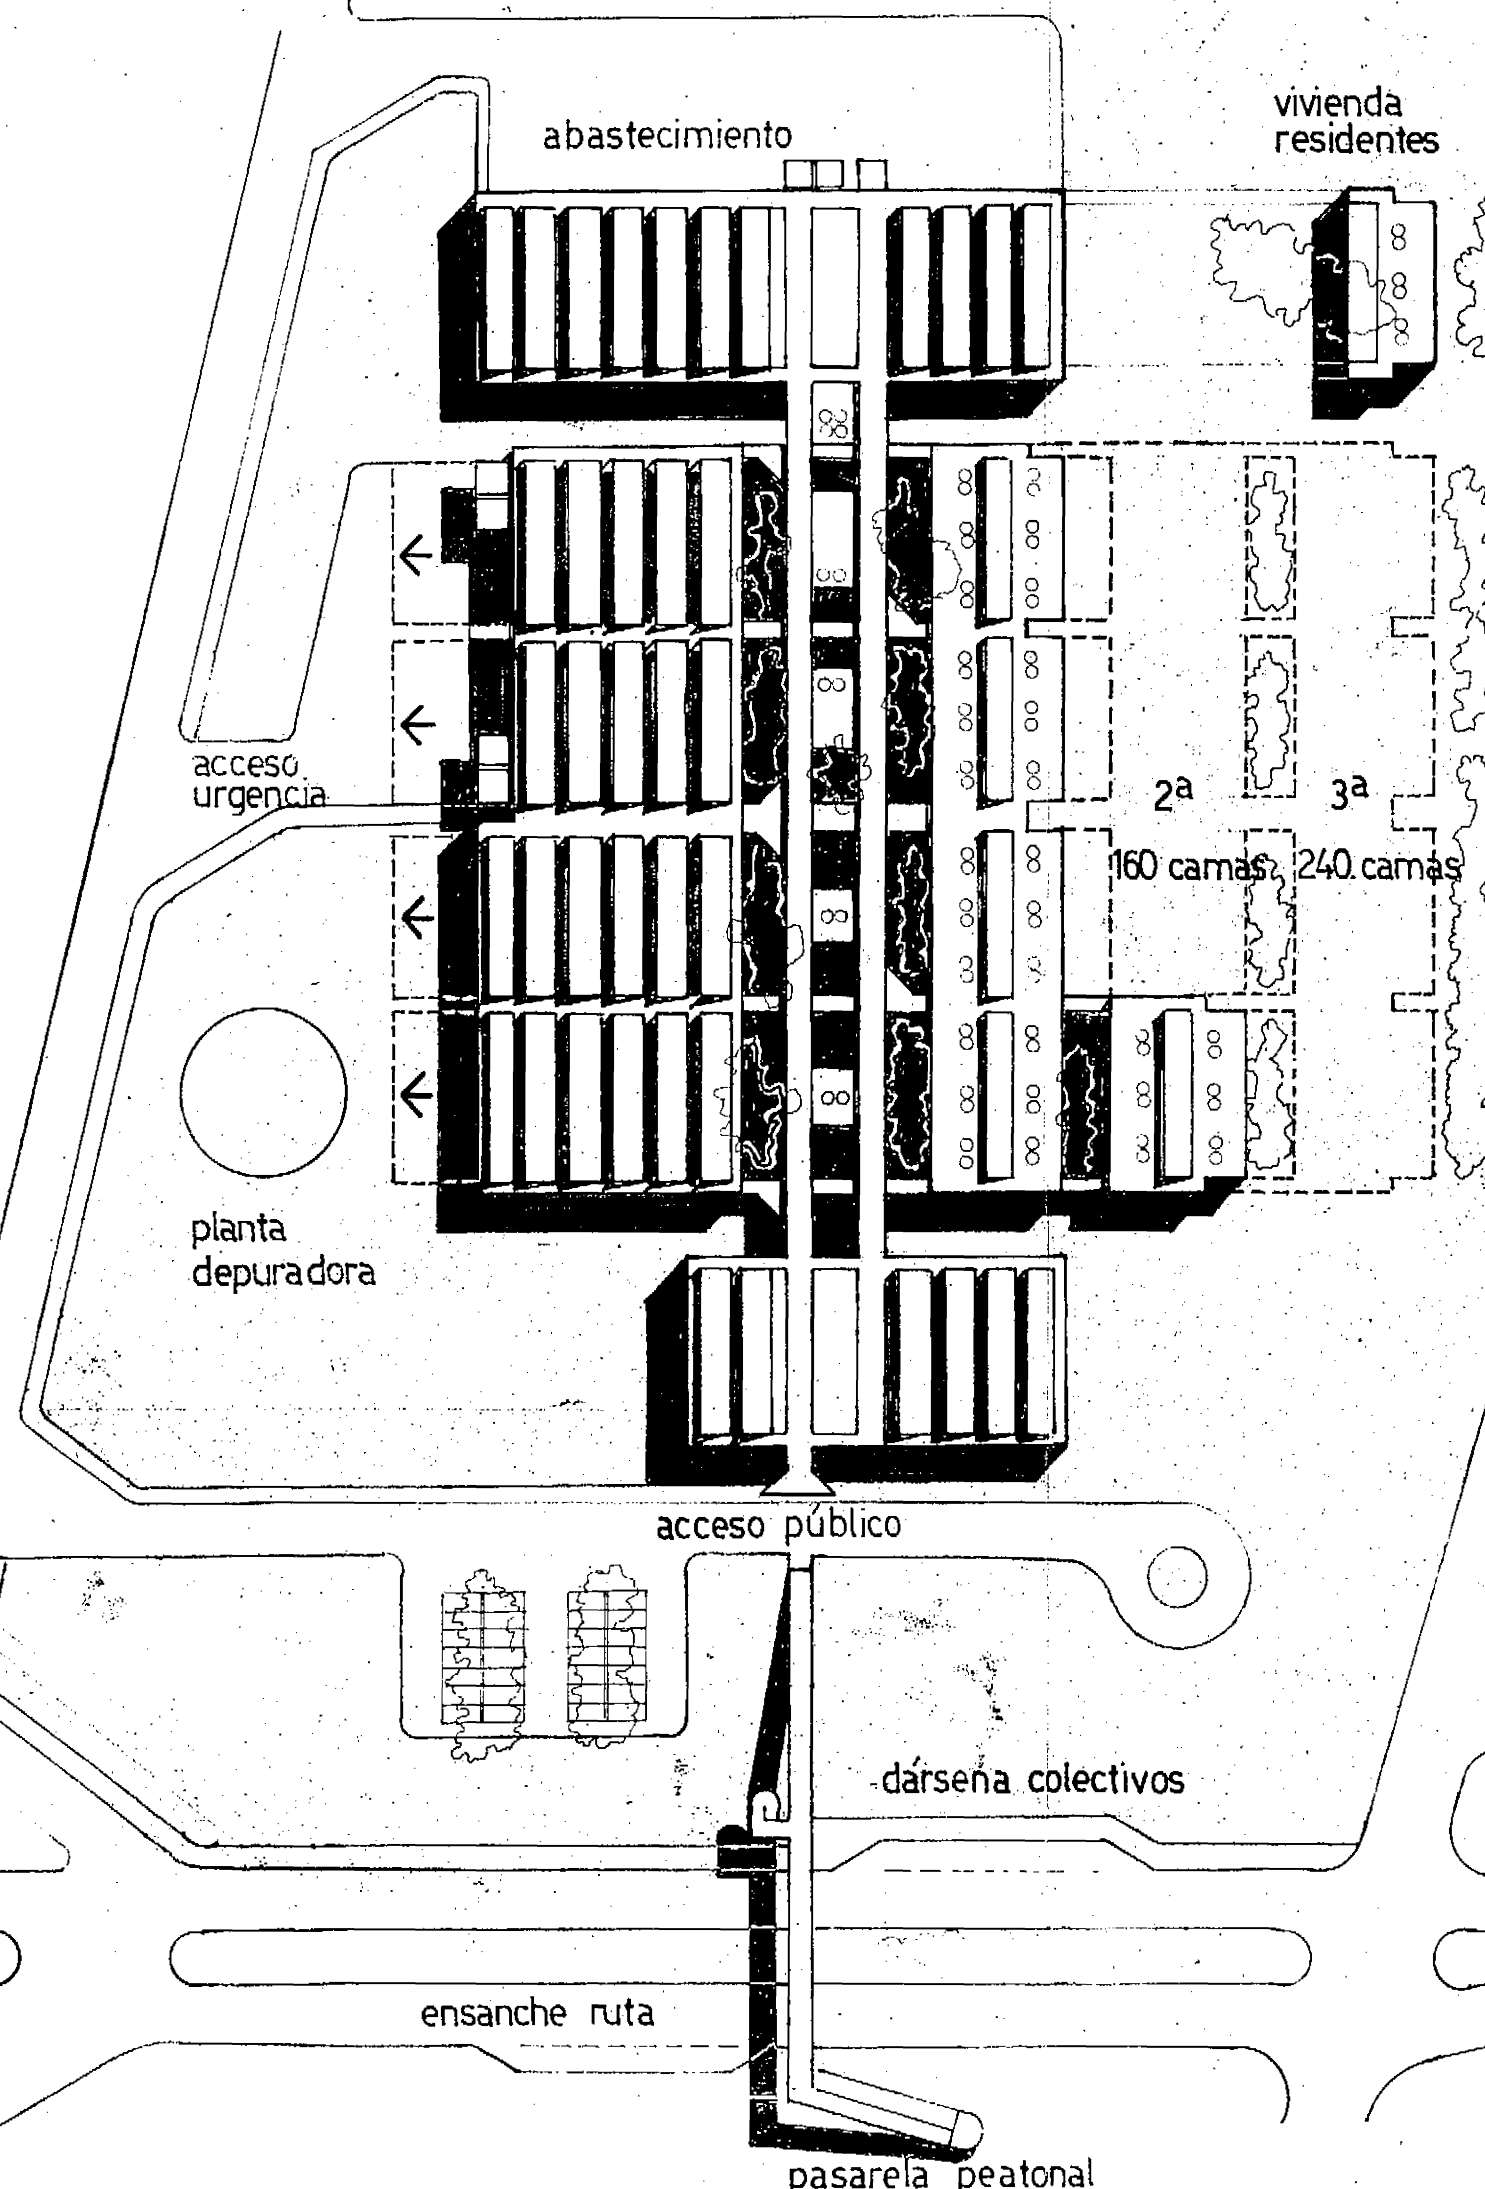 abastecimiento
vivienda
residentes
acceso
urgencia
2ª
3ª
160 camas
240.camas
planta
depuradora
acceso público
dársena colectivos
ensanche ruta
pasarela peatonal